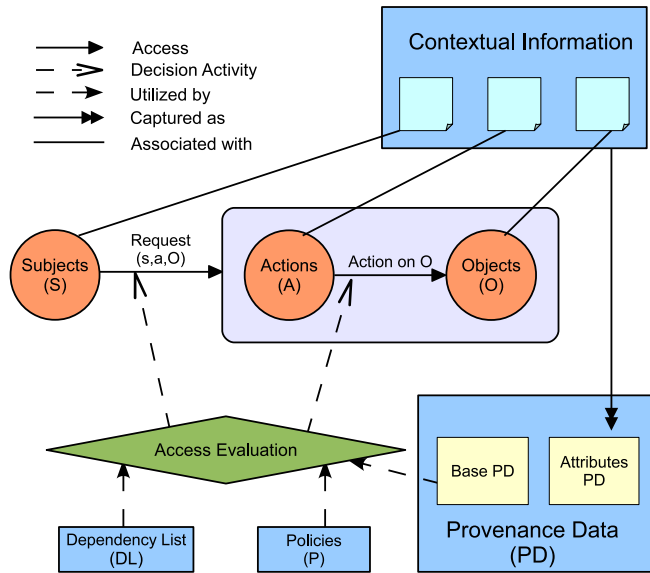 Access
Decision Activity
Utilized by
Captured as
Associated with
Contextual Information
Subjects
(S)
Request
(s,a,O)
Actions
(A)
Action on O
Objects
(O)
Access Evaluation
Base PD
Attributes
PD
Provenance Data
(PD)
Dependency List
(DL)
Policies
(P)